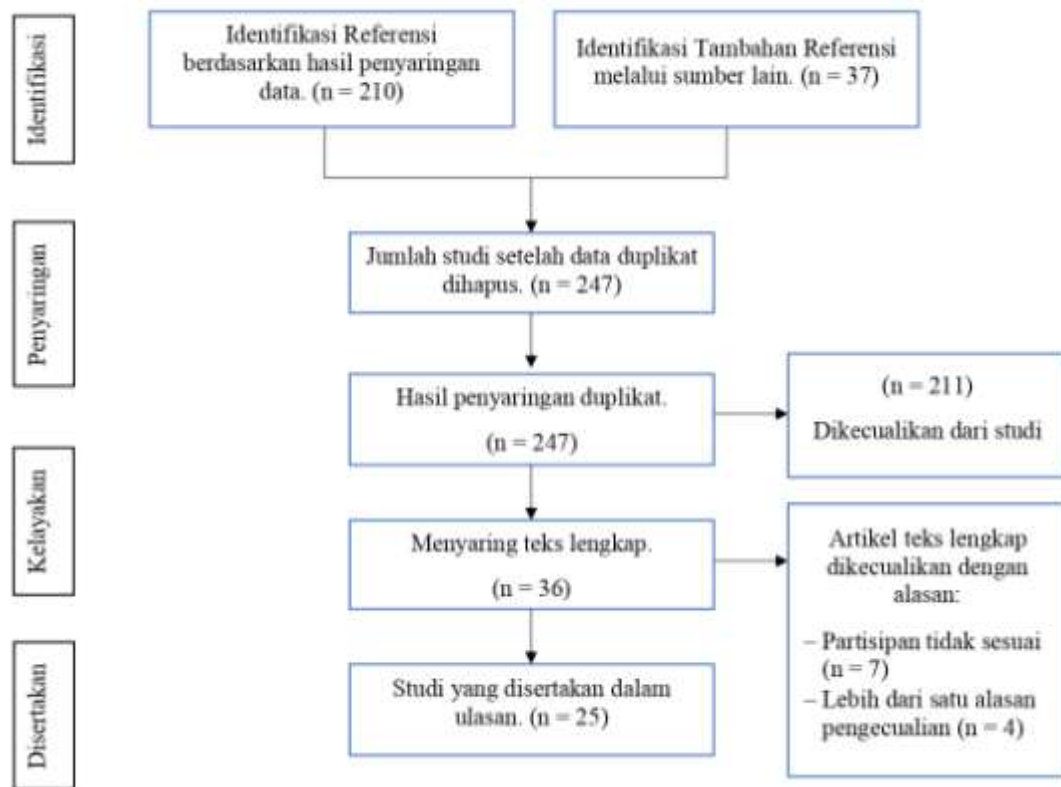 Identifikasi
Identifikasi Referensi
berdasarkan hasil penyaringan
data. (n = 210)
Identifikasi Tambahan Referensi
melalui sumber lain. (n = 37)
Penyaringan
Jumlah studi setelah data duplikat
dihapus. (n = 247)
Hasil penyaringan duplikat.
(n = 247)
(n = 211)
Dikecualikan dari studi
Kelayakan
Menyaring teks lengkap.
(n = 36)
Artikel teks lengkap
dikecualikan dengan
alasan:
– Partisipan tidak sesuai
(n = 7)
– Lebih dari satu alasan
pengecualian (n = 4)
Disertakan
Studi yang disertakan dalam
ulasan. (n = 25)